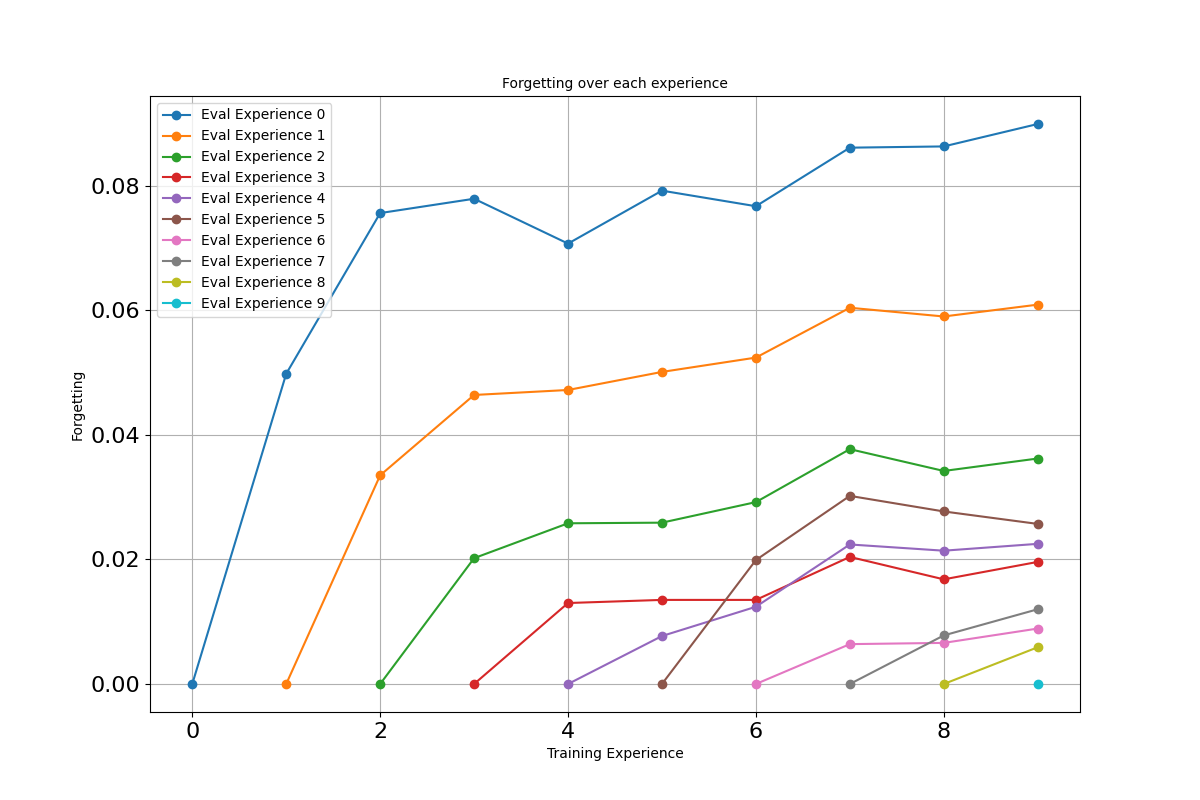 Forgetting over each experience
Eval Experience 0
Eval Experience 1
Eval Experience 2
Eval Experience 3
Eval Experience 4
Eval Experience 5
Eval Experience 6
Eval Experience 7
Eval Experience 8
Eval Experience 9
0.08
0.06
0.04
0.02
0.00
Forgetting
0 2 4 6 8
Training Experience